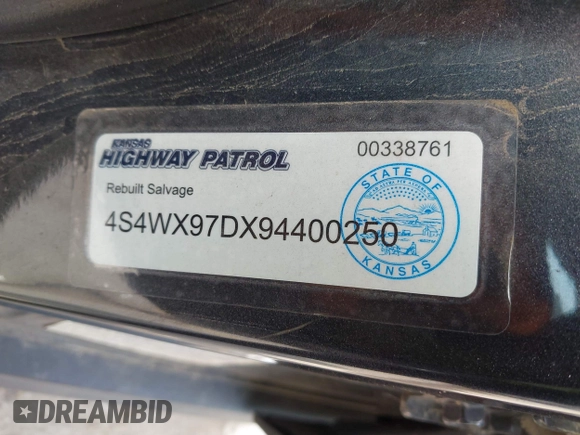 KANSAS
HIGHWAY PATROL
00338761
Rebuilt Salvage
4S4WX97DX94400250
STATE OF
KANSAS
DREAMBID